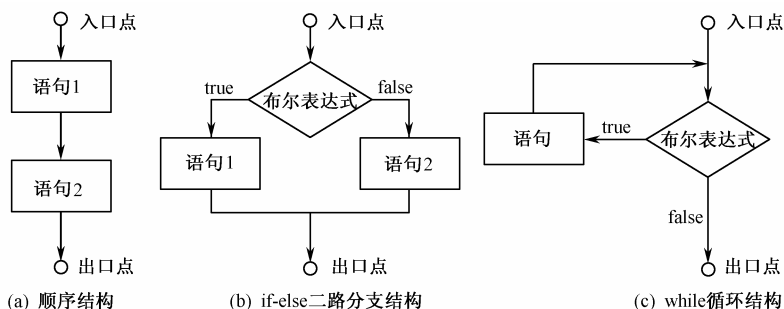 入口点
语句1
语句2
出口点
(a) 顺序结构
入口点
true
false
布尔表达式
语句1
语句2
出口点
(b) if-else二路分支结构
入口点
语句
true
布尔表达式
false
出口点
(c) while循环结构